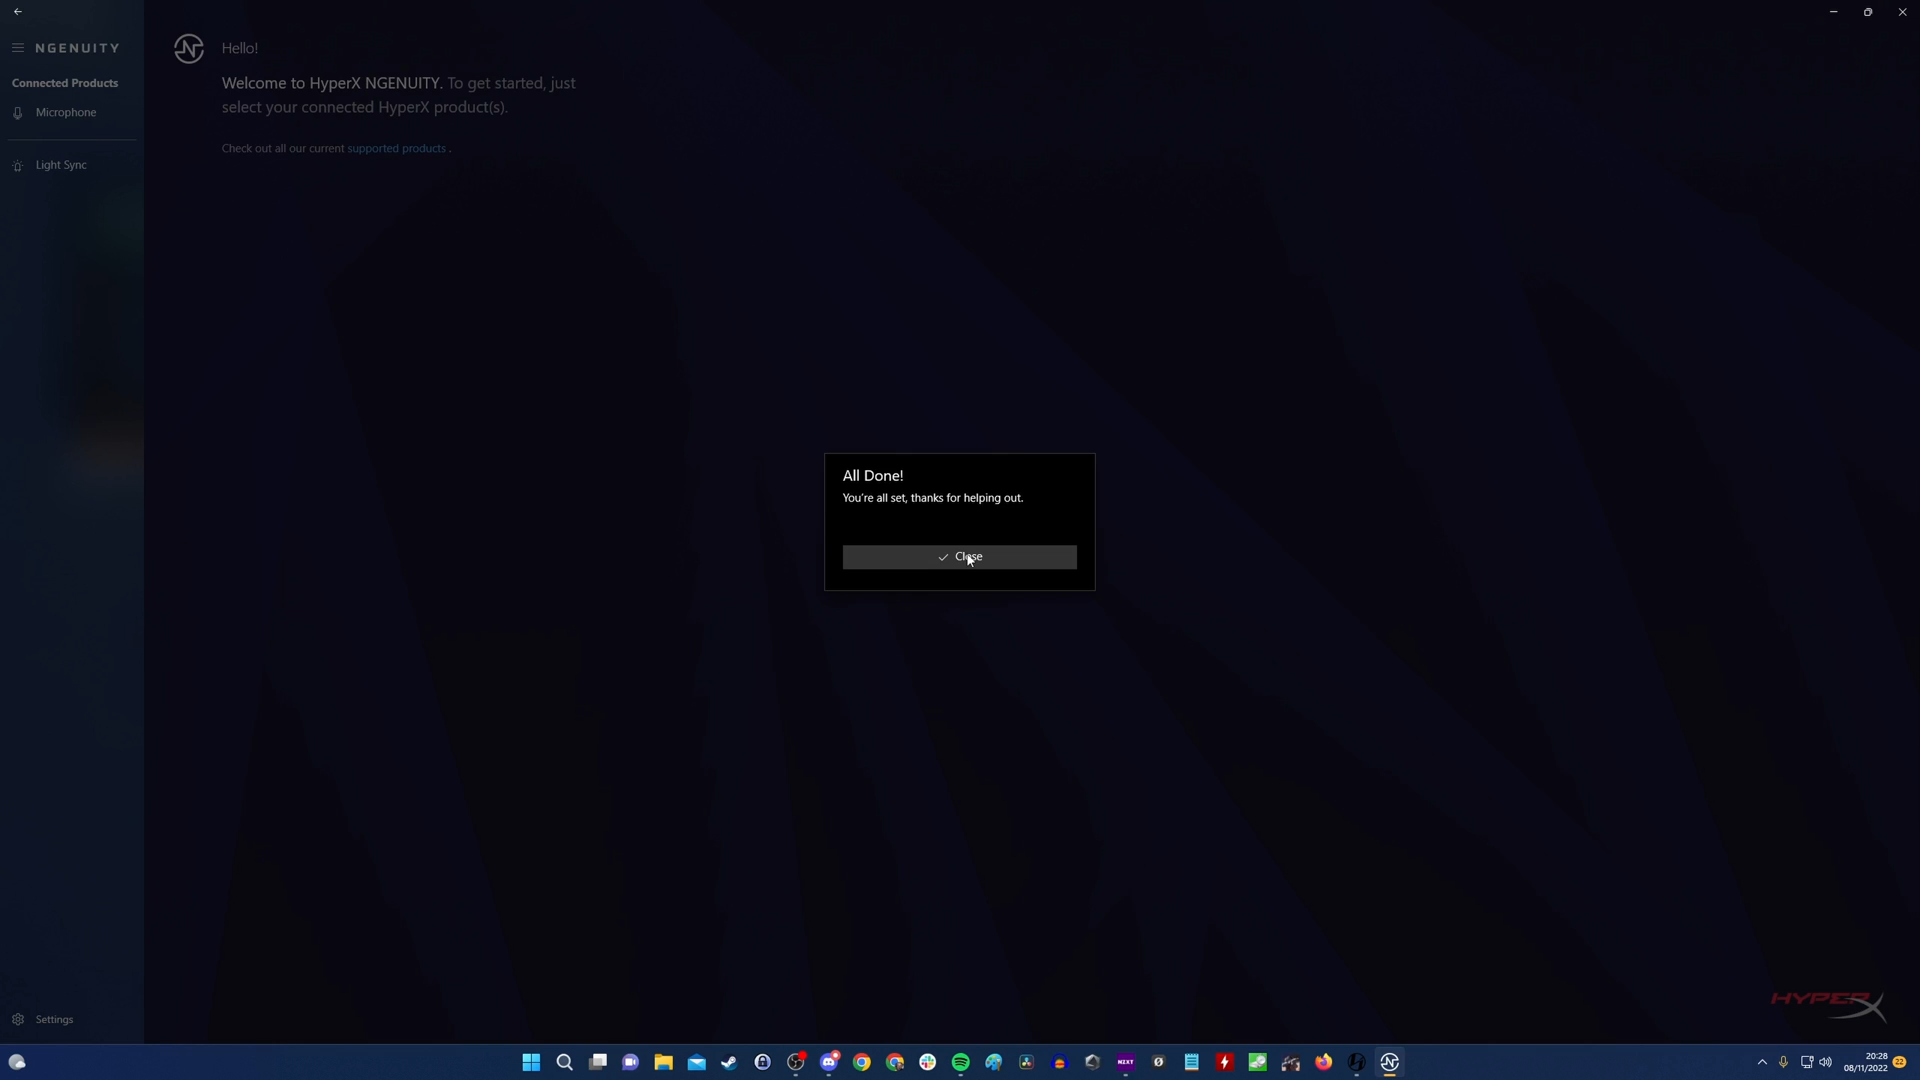 NGENUITY
Connected Products
Microphone
Light Sync
Settings
Hello!
Welcome to HyperX NGENUITY. To get started, just
select your connected HyperX product(s).
Check out all our current supported products .
All Done!
You're all set, thanks for helping out.
Close
HYPERX
NZXT
20:28
08/11/2022
22